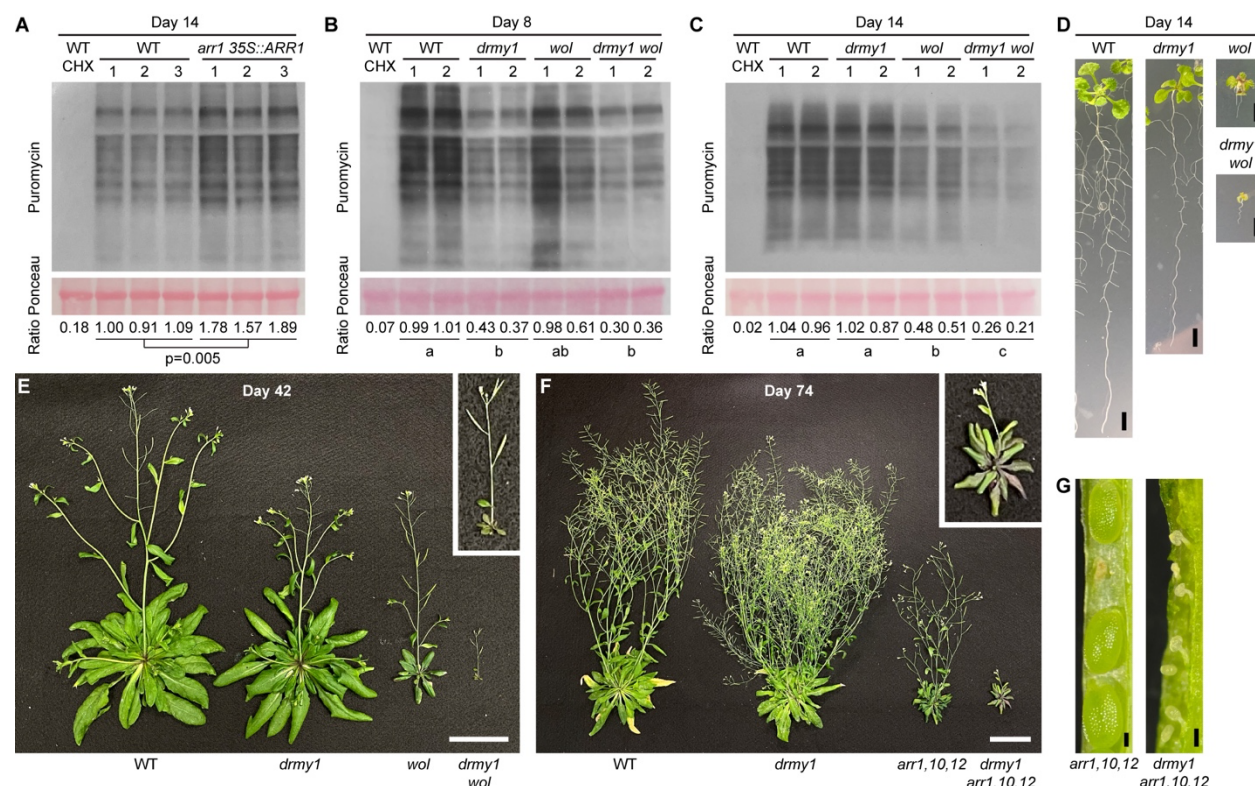 A
Day 14
WT
CHX
WT
arr1 35S::ARR1
1 2 3 1 2 3
Puromycin
Ponceau
Ratio
0.18 1.00 0.91 1.09 1.78 1.57 1.89
p=0.005
B
Day 8
WT
CHX
WT drmy1 wol drmy1 wol
1 2 1 2 1 2 1 2
Puromycin
Ponceau
Ratio
0.07 0.99 1.01 0.43 0.37 0.98 0.61 0.30 0.36
a b ab b
C
Day 14
WT
CHX
WT drmy1 wol drmy1 wol
1 2 1 2 1 2 1 2
Puromycin
Ponceau
Ratio
0.02 1.04 0.96 1.02 0.87 0.48 0.51 0.26 0.21
a a b c
D
Day 14
WT drmy1 wol
drmy
wol
E
Day 42
WT drmy1 wol drmy1
wol
F
Day 74
WT drmy1 arr1,10,12 drmy1
arr1,10,12
G
arr1,10,12 drmy1
arr1,10,12